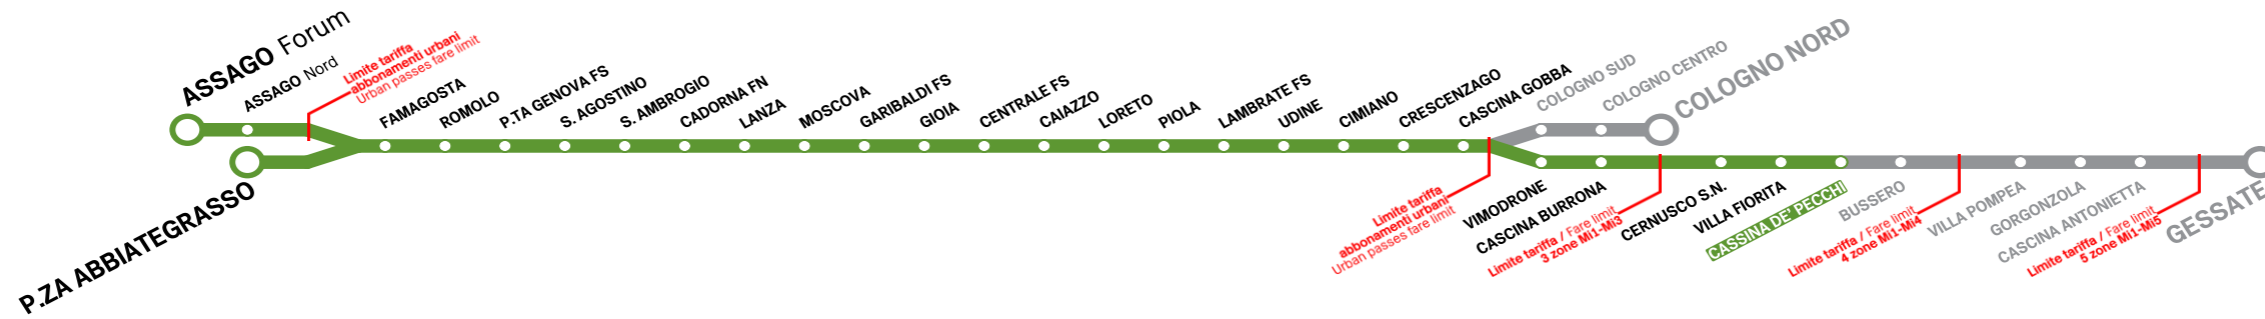 ASSAGO Forum
ASSAGO Nord
Limite tariffa
abbonamenti urbani
Urban passes fare limit
P.ZA ABBIATEGRASSO
FAMAGOSTA
ROMOLO
P.TA GENOVA FS
S. AGOSTINO
S. AMBROGIO
CADORNA FN
LANZA
MOSCOVA
GARIBALDI FS
GIOIA
CENTRALE FS
CAIAZZO
LORETO
PIOLA
LAMBRATE FS
UDINE
CIMIANO
CRESCENZAGO
CASCINA GOBBA
COLOGNO SUD
COLOGNO CENTRO
COLOGNO NORD
Limite tariffa
abbonamenti urbani
Urban passes fare limit
VIMODRONE
CASCINA BURRONA
Limite tariffa / Fare limit
3 zone Mi1-Mi3
CERNUSCO S.N.
VILLA FIORITA
CASSINA DE' PECCHI
BUSSERO
Limite tariffa / Fare limit
4 zone Mi1-Mi4
VILLA POMPEA
GORGONZOLA
CASCINA ANTONIETTA
Limite tariffa / Fare limit
5 zone Mi1-Mi5
GESSATE